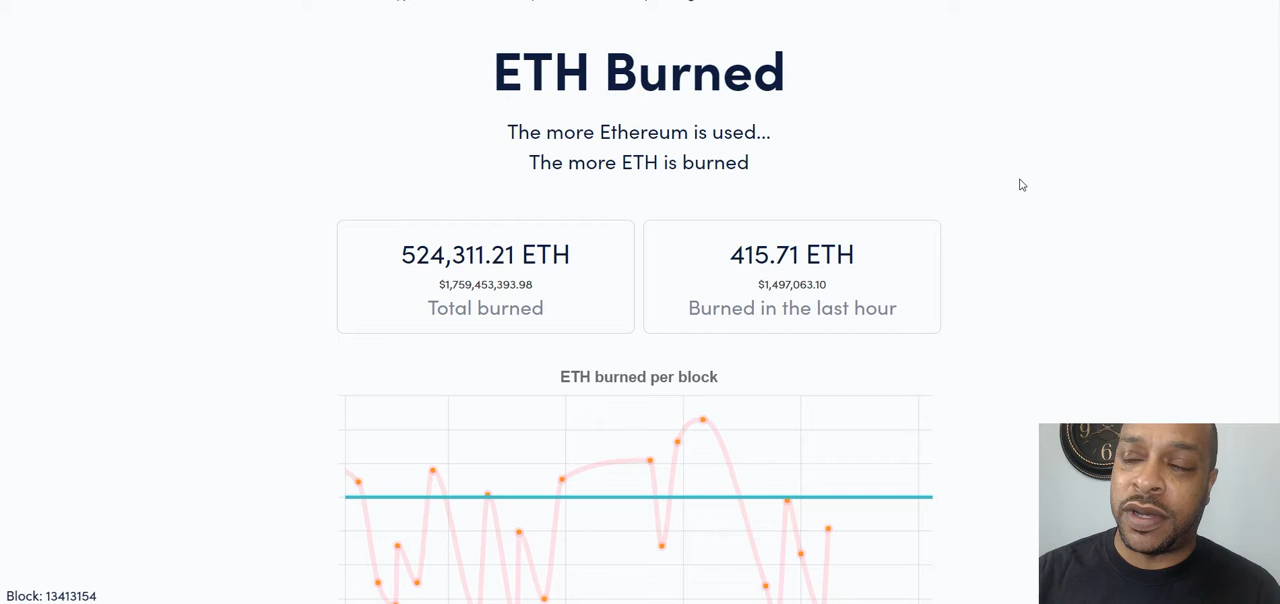 ETH Burned
The more Ethereum is used...
The more ETH is burned
524,311.21 ETH
$1,759,453,393.98
Total burned
415.71 ETH
$1,497,063.10
Burned in the last hour
ETH burned per block
9
6
Block: 13413154